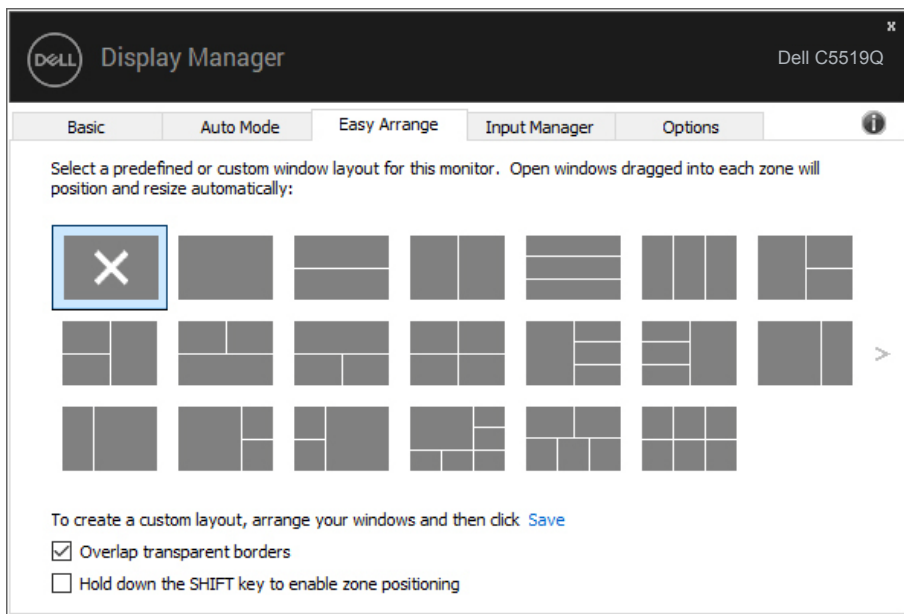 x
DELL Display Manager
Dell C5519Q
Basic Auto Mode Easy Arrange Input Manager Options
Select a predefined or custom window layout for this monitor. Open windows dragged into each zone will
position and resize automatically:
>
To create a custom layout, arrange your windows and then click Save
Overlap transparent borders
Hold down the SHIFT key to enable zone positioning